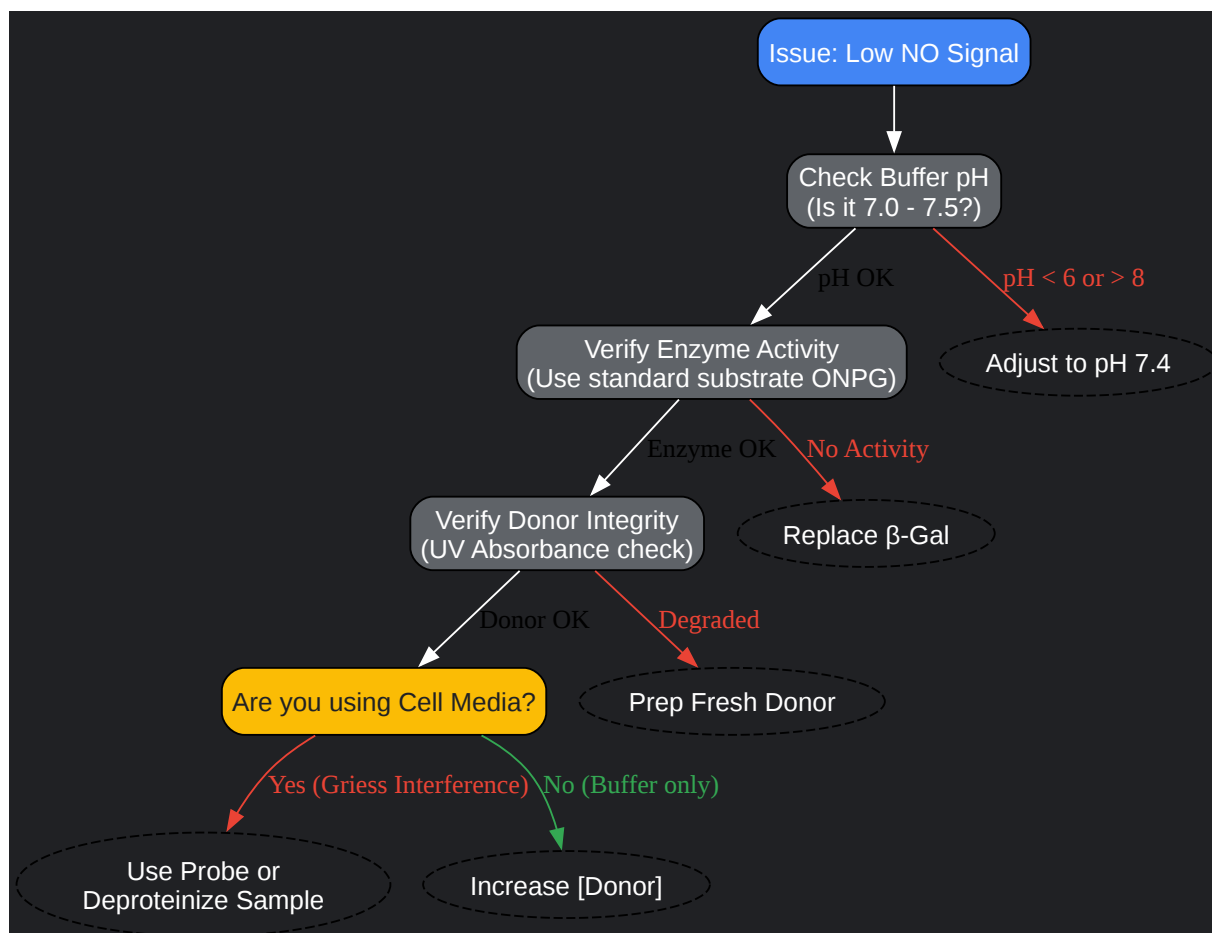 Issue: Low NO Signal
Check Buffer pH
(Is it 7.0 - 7.5?)
pH OK
pH < 6 or > 8
Verify Enzyme Activity
(Use standard substrate ONPG)
Adjust to pH 7.4
Enzyme OK
No Activity
Verify Donor Integrity
(UV Absorbance check)
Replace β-Gal
Donor OK
Degraded
Are you using Cell Media?
Prep Fresh Donor
Yes (Griess Interference)
No (Buffer only)
Use Probe or
Deproteinize Sample
Increase [Donor]